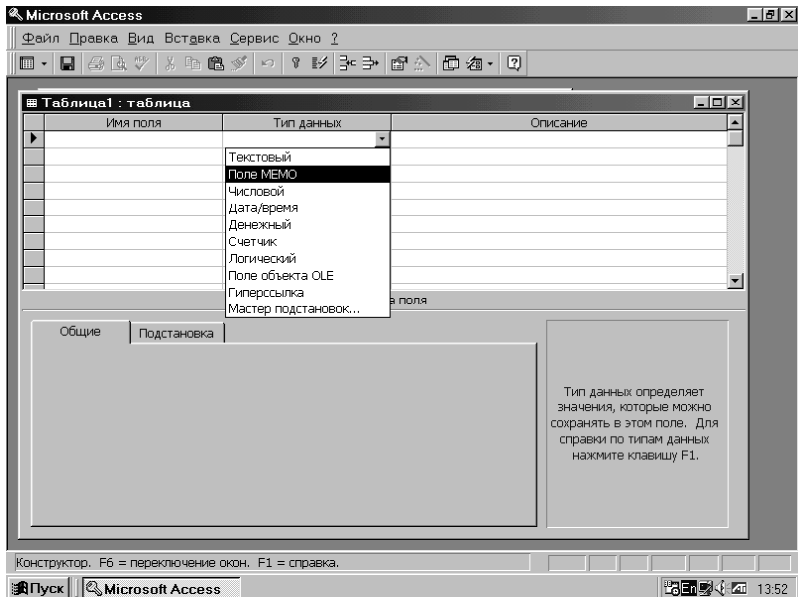 Microsoft Access
Файл Правка Вид Вставка Сервис Окно ?
Таблица1 : таблица
Имя поля Тип данных Описание
Текстовый
Поле MEMO
Числовой
Дата/время
Денежный
Счетчик
Логический
Поле объекта OLE
Гиперссылка
Мастер подстановок...
а поля
Общие Подстановка
Тип данных определяет
значения, которые можно
сохранять в этом поле. Для
справки по типам данных
нажмите клавишу F1.
Конструктор. F6 = переключение окон. F1 = справка.
Пуск Microsoft Access En 13:52